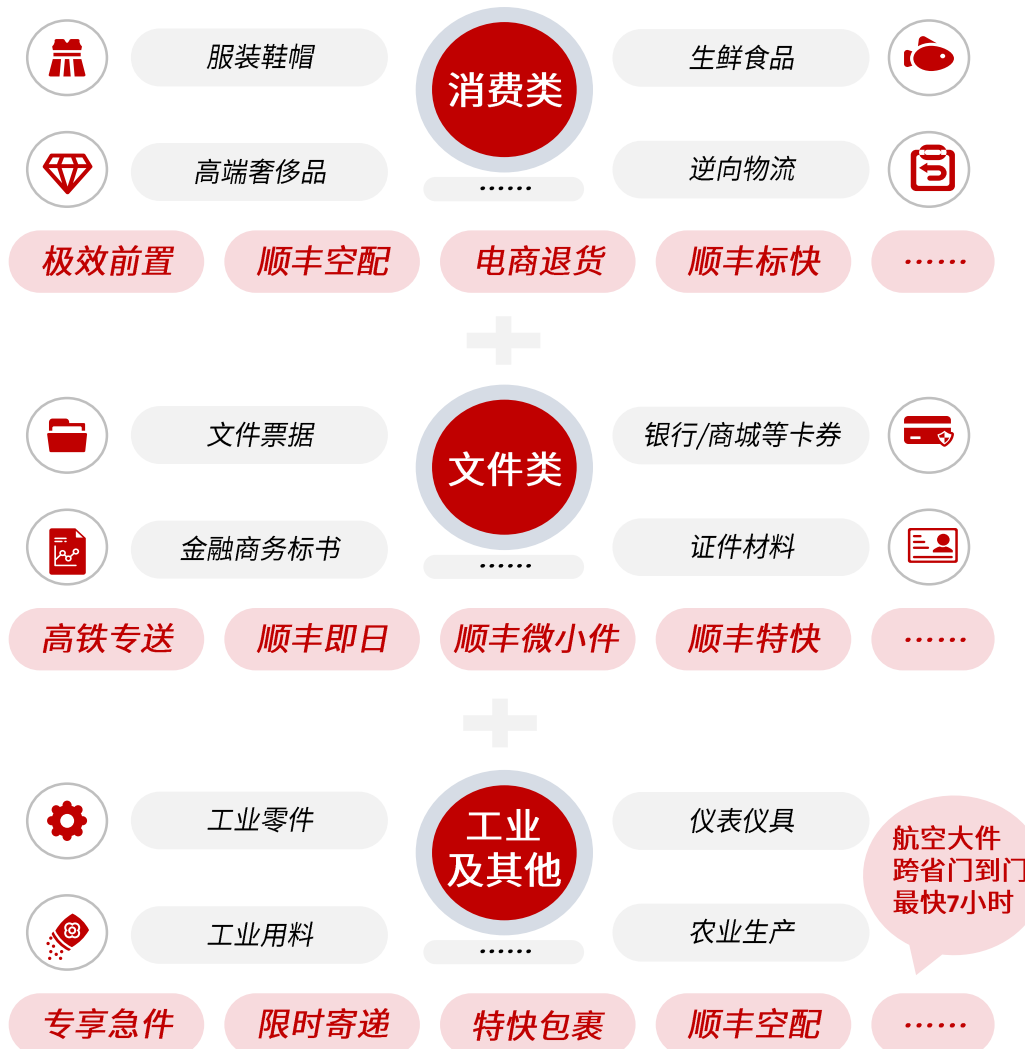 服装鞋帽
消费类
生鲜食品
高端奢侈品
逆向物流
……
极效前置
顺丰空配
电商退货
顺丰标快
……
文件票据
文件类
银行/商城等卡券
金融商务标书
证件材料
……
高铁专送
顺丰即日
顺丰微小件
顺丰特快
……
工业零件
工业
及其他
仪表仪具
航空大件
跨省门到门
最快7小时
工业用料
农业生产
……
专享急件
限时寄递
特快包裹
顺丰空配
……